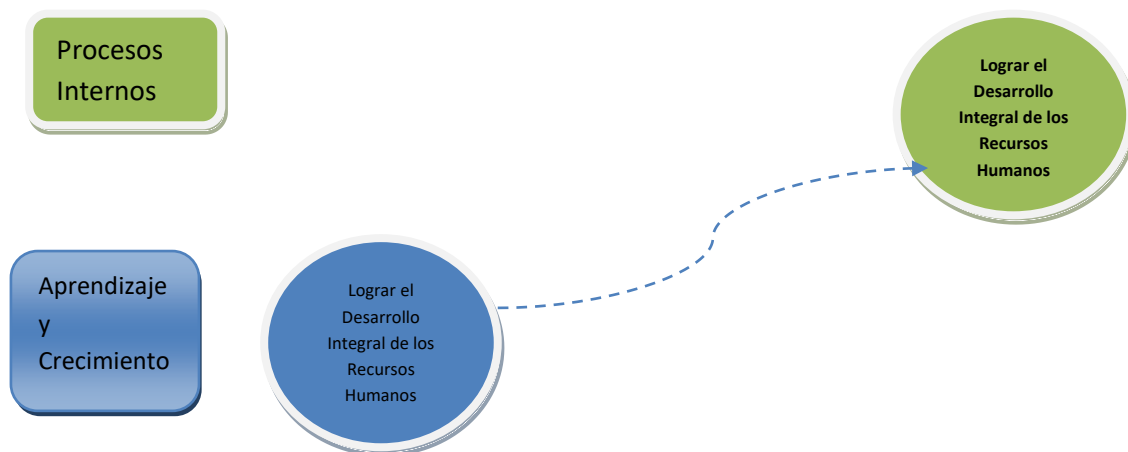 Procesos
Internos
Lograr el
Desarrollo
Integral de los
Recursos
Humanos
Aprendizaje
y
Crecimiento
Lograr el
Desarrollo
Integral de los
Recursos
Humanos